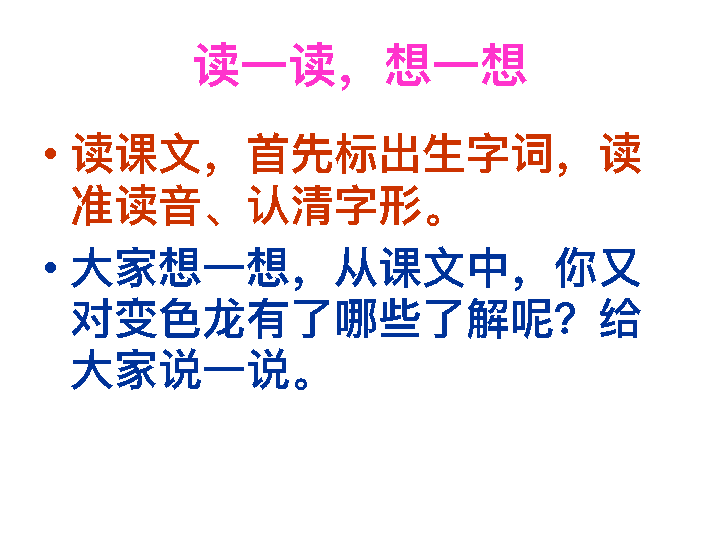 读一读，想一想
• 读课文，首先标出生字词，读
准读音、认清字形。
• 大家想一想，从课文中，你又
对变色龙有了哪些了解呢？给
大家说一说。